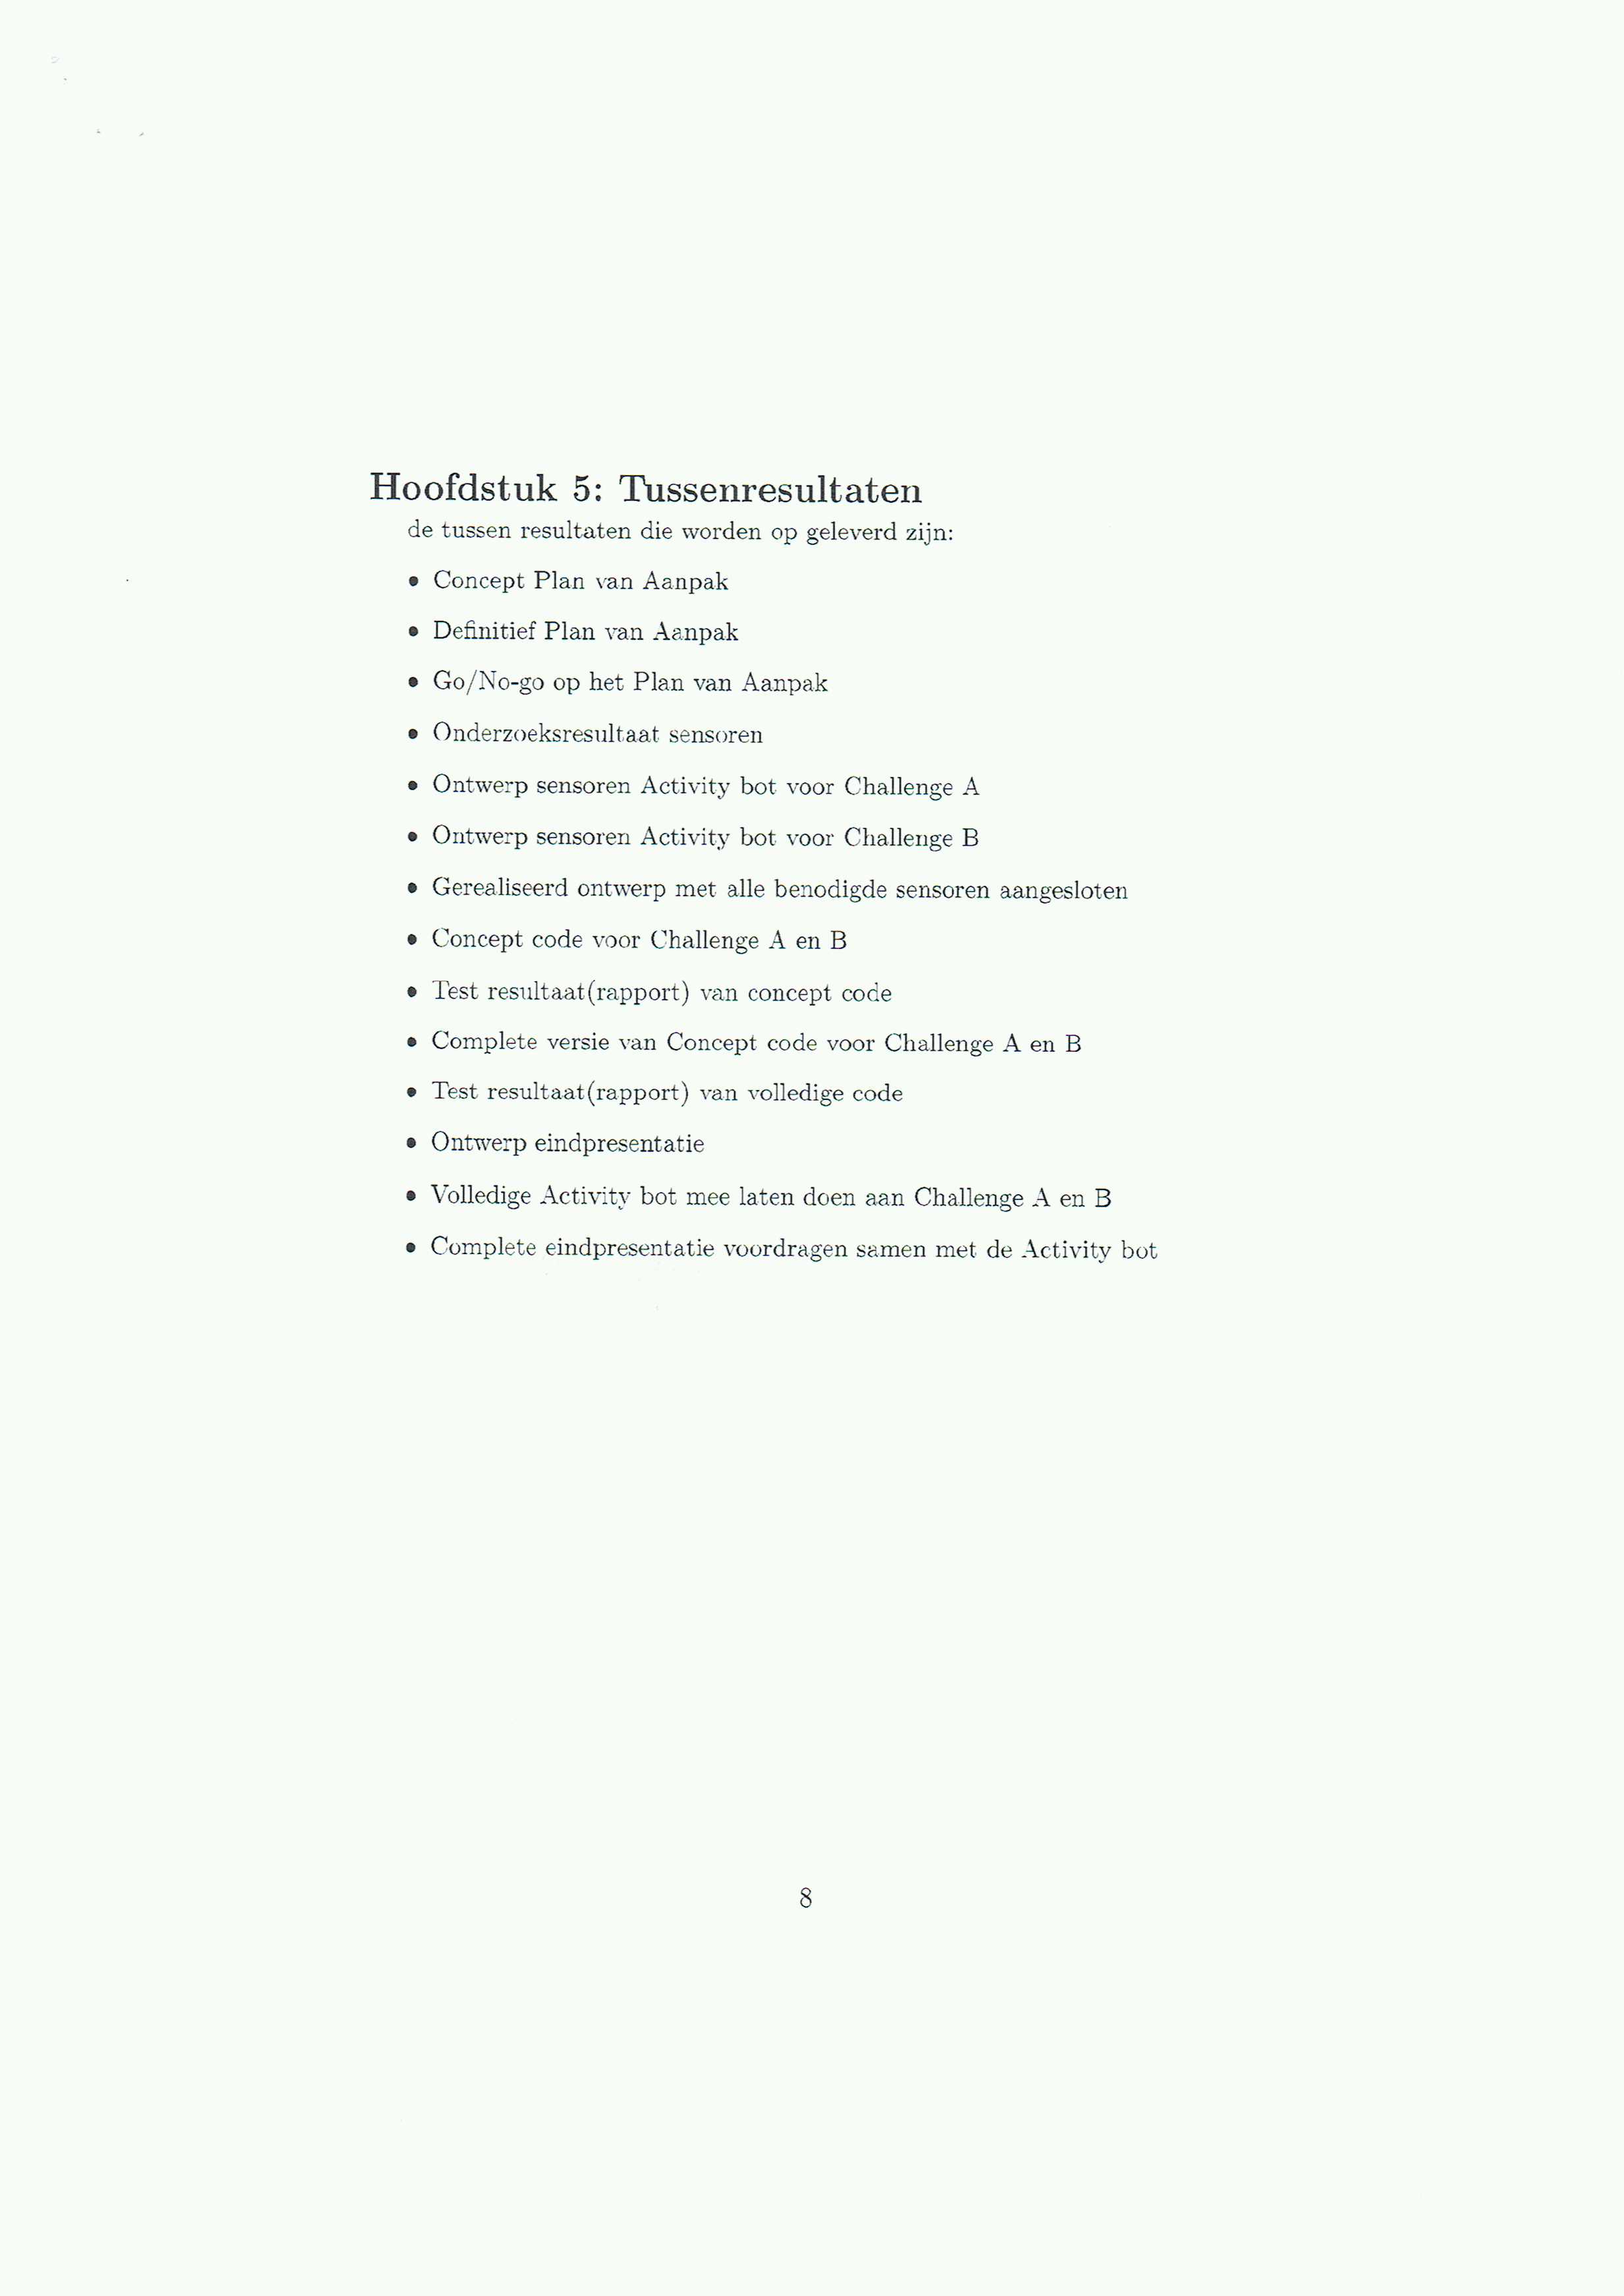 Hoofdstuk 5: Tussenresultaten
de tussen resultaten die worden op geleverd zijn:
• Concept Plan van Aanpak
• Definitief Plan van Aanpak
• Go/No-go op het Plan van Aanpak
• Onderzoeksresultaat sensoren
• Ontwerp sensoren Activity bot voor Challenge A
• Ontwerp sensoren Activity bot voor Challenge B
• Gerealiseerd ontwerp met alle benodigde sensoren aangesloten
• Concept code voor Challenge A en B
• Test resultaat(rapport) van concept code
• Complete versie van Concept code voor Challenge A en B
• Test resultaat(rapport) van volledige code
• Ontwerp eindpresentatie
• Volledige Activity bot mee laten doen aan Challenge A en B
• Complete eindpresentatie voordragen samen met de Activity bot
8